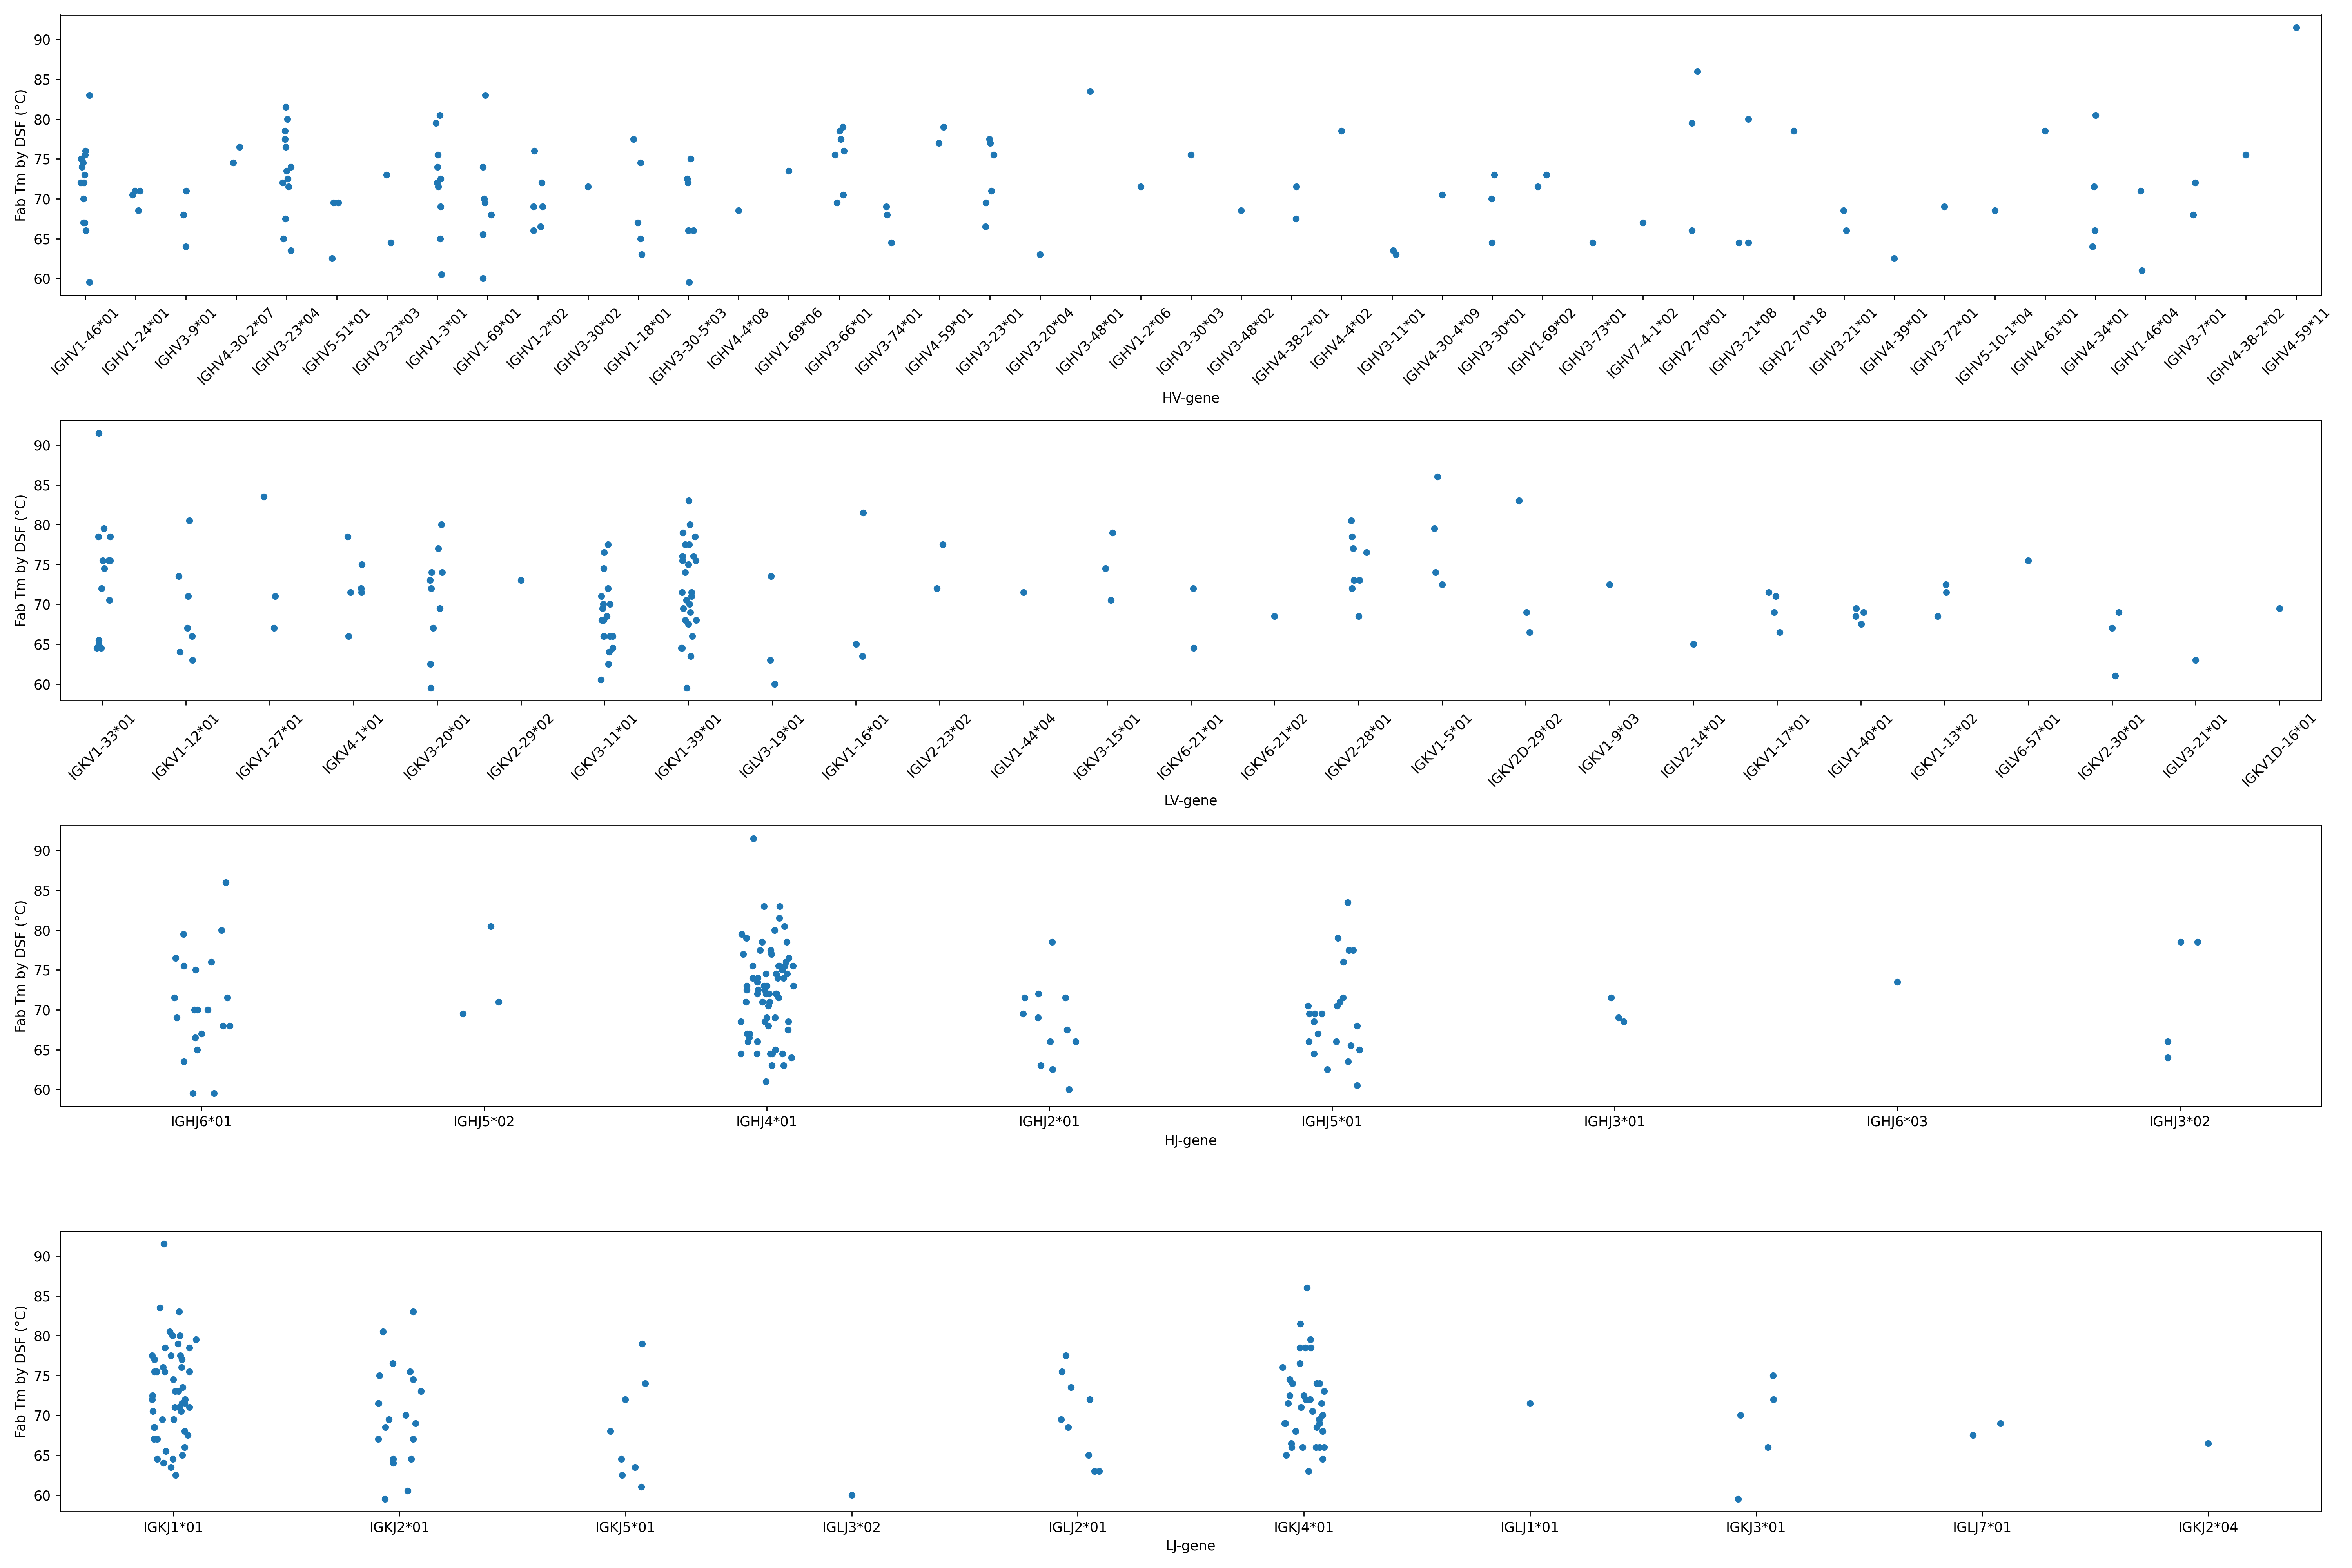 90
85
80
75
70
65
60
Fab Tm by DSF (°C)
IGHV1-46*01
IGHV1-24*01
IGHV3-9*01
IGHV4-30-2*07
IGHV3-23*04
IGHV5-51*01
IGHV3-23*03
IGHV1-3*01
IGHV1-69*01
IGHV1-2*02
IGHV3-30*02
IGHV1-18*01
IGHV3-30-5*03
IGHV4-4*08
IGHV1-69*06
IGHV3-66*01
IGHV3-74*01
IGHV4-59*01
IGHV3-23*01
IGHV3-20*04
IGHV3-48*01
IGHV1-2*06
IGHV3-30*03
IGHV3-48*02
IGHV4-38-2*01
IGHV4-4*02
IGHV3-11*01
IGHV4-30-4*09
IGHV3-30*01
IGHV1-69*02
IGHV3-73*01
IGHV7-4-1*02
IGHV2-70*01
IGHV3-21*08
IGHV2-70*18
IGHV3-21*01
IGHV4-39*01
IGHV3-72*01
IGHV5-10-1*04
IGHV4-61*01
IGHV4-34*01
IGHV1-46*04
IGHV3-7*01
IGHV4-38-2*02
IGHV4-59*11
HV-gene
90
85
80
75
70
65
60
Fab Tm by DSF (°C)
IGKV1-33*01
IGKV1-12*01
IGKV1-27*01
IGKV4-1*01
IGKV3-20*01
IGKV2-29*02
IGKV3-11*01
IGKV1-39*01
IGLV3-19*01
IGKV1-16*01
IGLV2-23*02
IGLV1-44*04
IGKV3-15*01
IGKV6-21*01
IGKV6-21*02
IGKV2-28*01
IGKV1-5*01
IGKV2D-29*02
IGKV1-9*03
IGLV2-14*01
IGKV1-17*01
IGLV1-40*01
IGKV1-13*02
IGLV6-57*01
IGKV2-30*01
IGLV3-21*01
IGKV1D-16*01
LV-gene
90
85
80
75
70
65
60
Fab Tm by DSF (°C)
IGHJ6*01
IGHJ5*02
IGHJ4*01
IGHJ2*01
IGHJ5*01
IGHJ3*01
IGHJ6*03
IGHJ3*02
HJ-gene
90
85
80
75
70
65
60
Fab Tm by DSF (°C)
IGKJ1*01
IGKJ2*01
IGKJ5*01
IGLJ3*02
IGLJ2*01
IGKJ4*01
IGLJ1*01
IGKJ3*01
IGLJ7*01
IGKJ2*04
LJ-gene